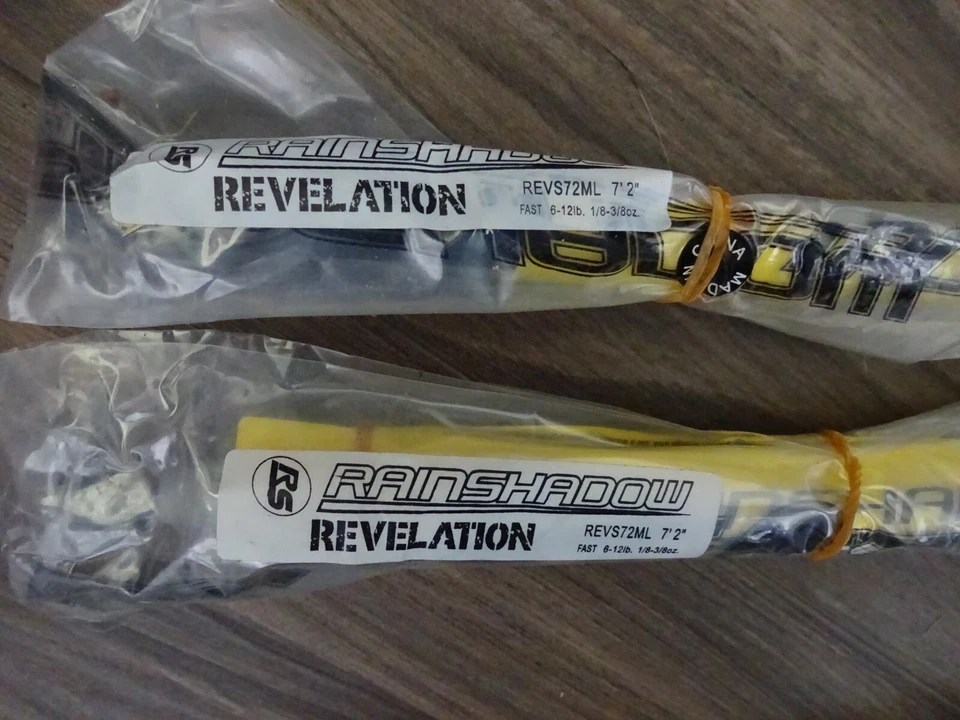 RS
RAINSHADOW
REVELATION
REVS72ML 7'2"
FAST 6-12lb. 1/8-3/8oz.
RS
RAINSHADOW
REVELATION
REVS72ML 7'2"
FAST 6-12lb. 1/8-3/8oz.